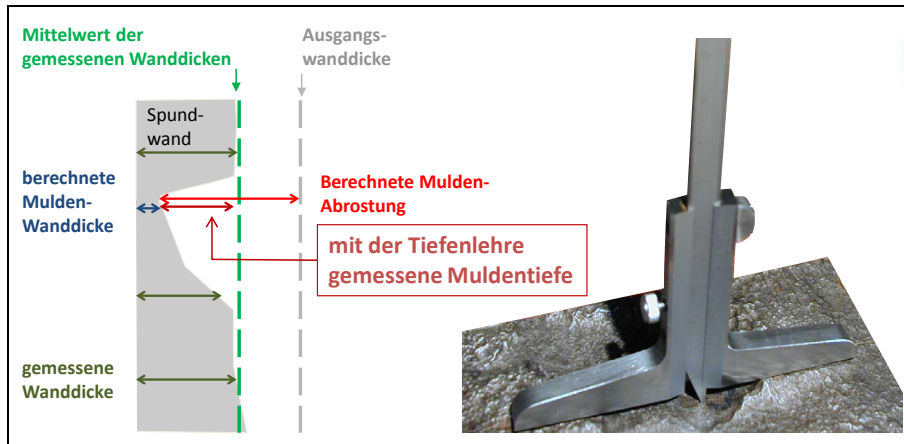 Mittelwert der
gemessenen Wanddicken
Ausgangs-
wanddicke
Spund-
wand
berechnete
Mulden-
Wanddicke
Berechnete Mulden-
Abrostung
mit der Tiefenlehre
gemessene Muldentiefe
gemessene
Wanddicke